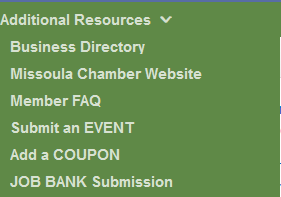 Additional Resources
Business Directory
Missoula Chamber Website
Member FAQ
Submit an EVENT
Add a COUPON
JOB BANK Submission